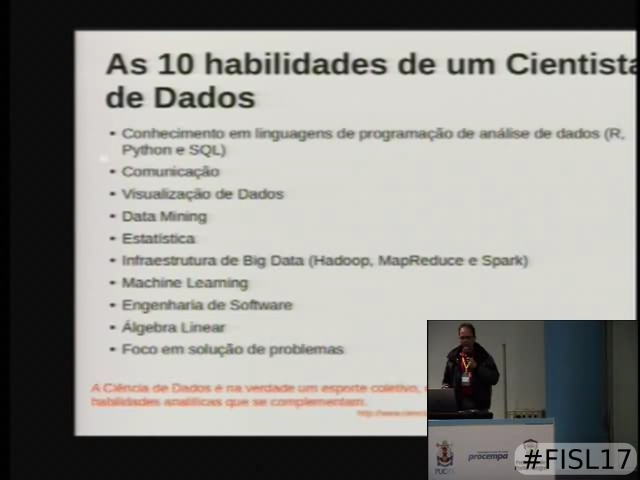 As 10 habilidades de um Cientista
de Dados
• Conhecimento em linguagens de programação de análise de dados (R,
Python e SQL)
• Comunicação
• Visualização de Dados
• Data Mining
• Estatística
• Infraestrutura de Big Data (Hadoop, MapReduce e Spark)
• Machine Learning
• Engenharia de Software
• Álgebra Linear
• Foco em solução de problemas
A Ciência de Dados é na verdade um esporte coletivo,
habilidades analíticas que se complementam.
procempa
#FISL17